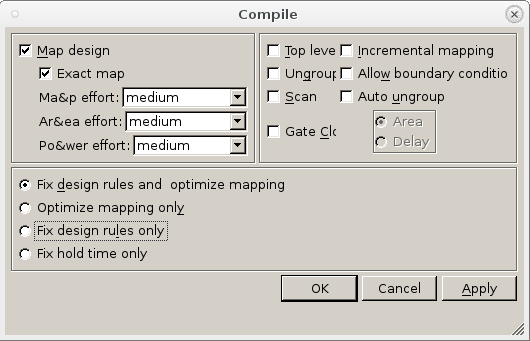 Compile
Map design
Exact map
Ma&p effort: medium
Ar&ea effort: medium
Po&wer effort: medium
Top leve
Incremental mapping
Ungroup
Allow boundary conditio
Scan
Auto ungroup
Gate Clo
Area
Delay
Fix design rules and optimize mapping
Optimize mapping only
Fix design rules only
Fix hold time only
OK Cancel Apply